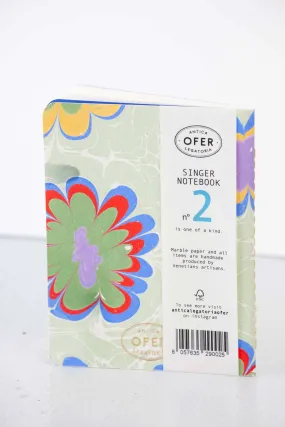 ANTICA
OFER
LEGATORIA
SINGER
NOTEBOOK
n° 2
is one of a kind.
Marble paper and all
items are handmade
produced by
venetians artisans.
FSC
To see more visit
anticalegatoriaofer
on instagram
ANTICA
OFER
LEGATORIA